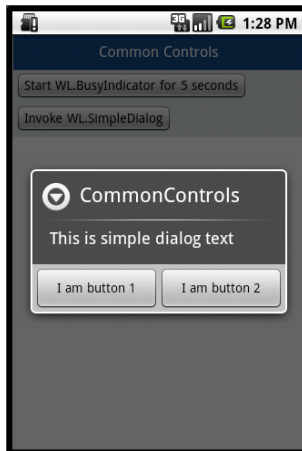 3G 1:28 PM
Common Controls
Start WL.BusyIndicator for 5 seconds
Invoke WL.SimpleDialog
CommonControls
This is simple dialog text
I am button 1 I am button 2